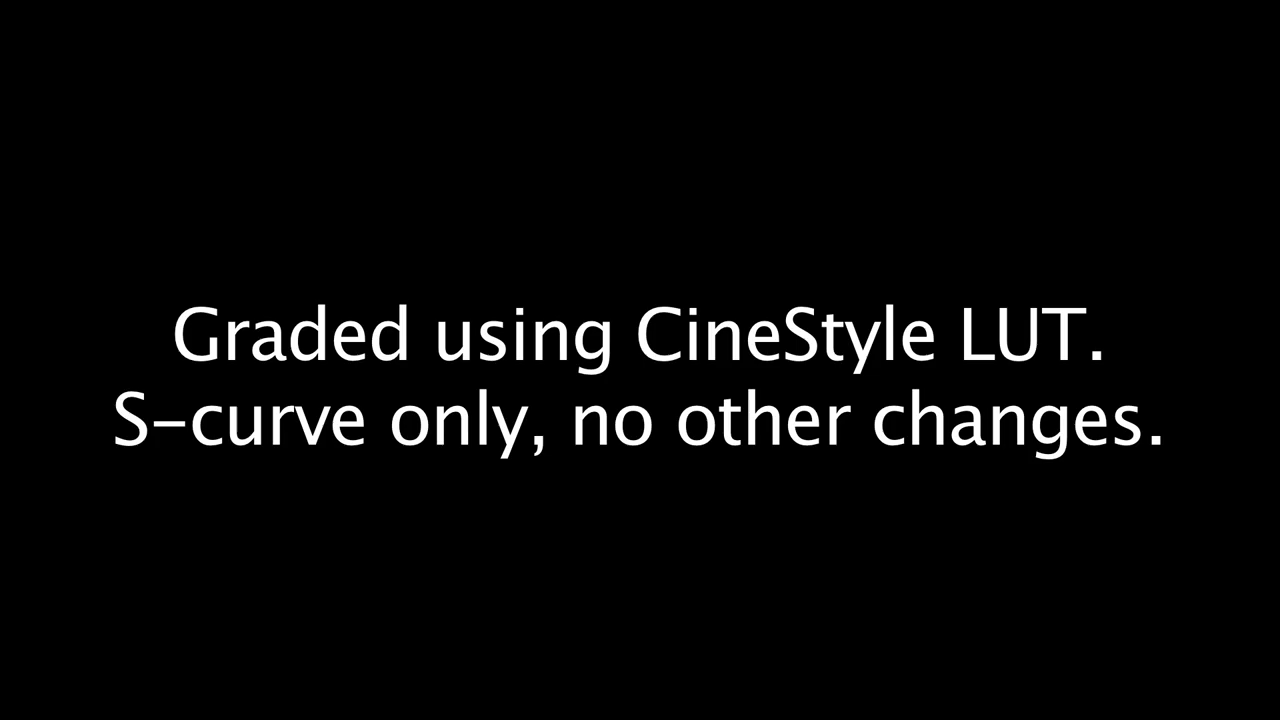 Graded using CineStyle LUT.
S-curve only, no other changes.